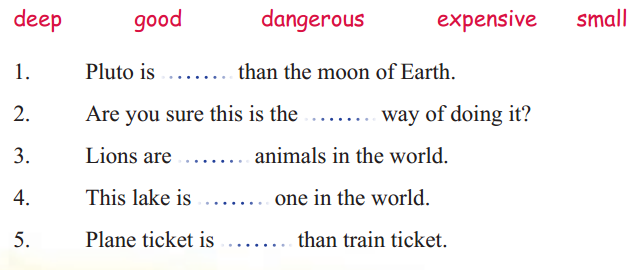 deep good dangerous expensive small
1. Pluto is ......... than the moon of Earth.
2. Are you sure this is the ......... way of doing it?
3. Lions are ......... animals in the world.
4. This lake is ......... one in the world.
5. Plane ticket is ......... than train ticket.